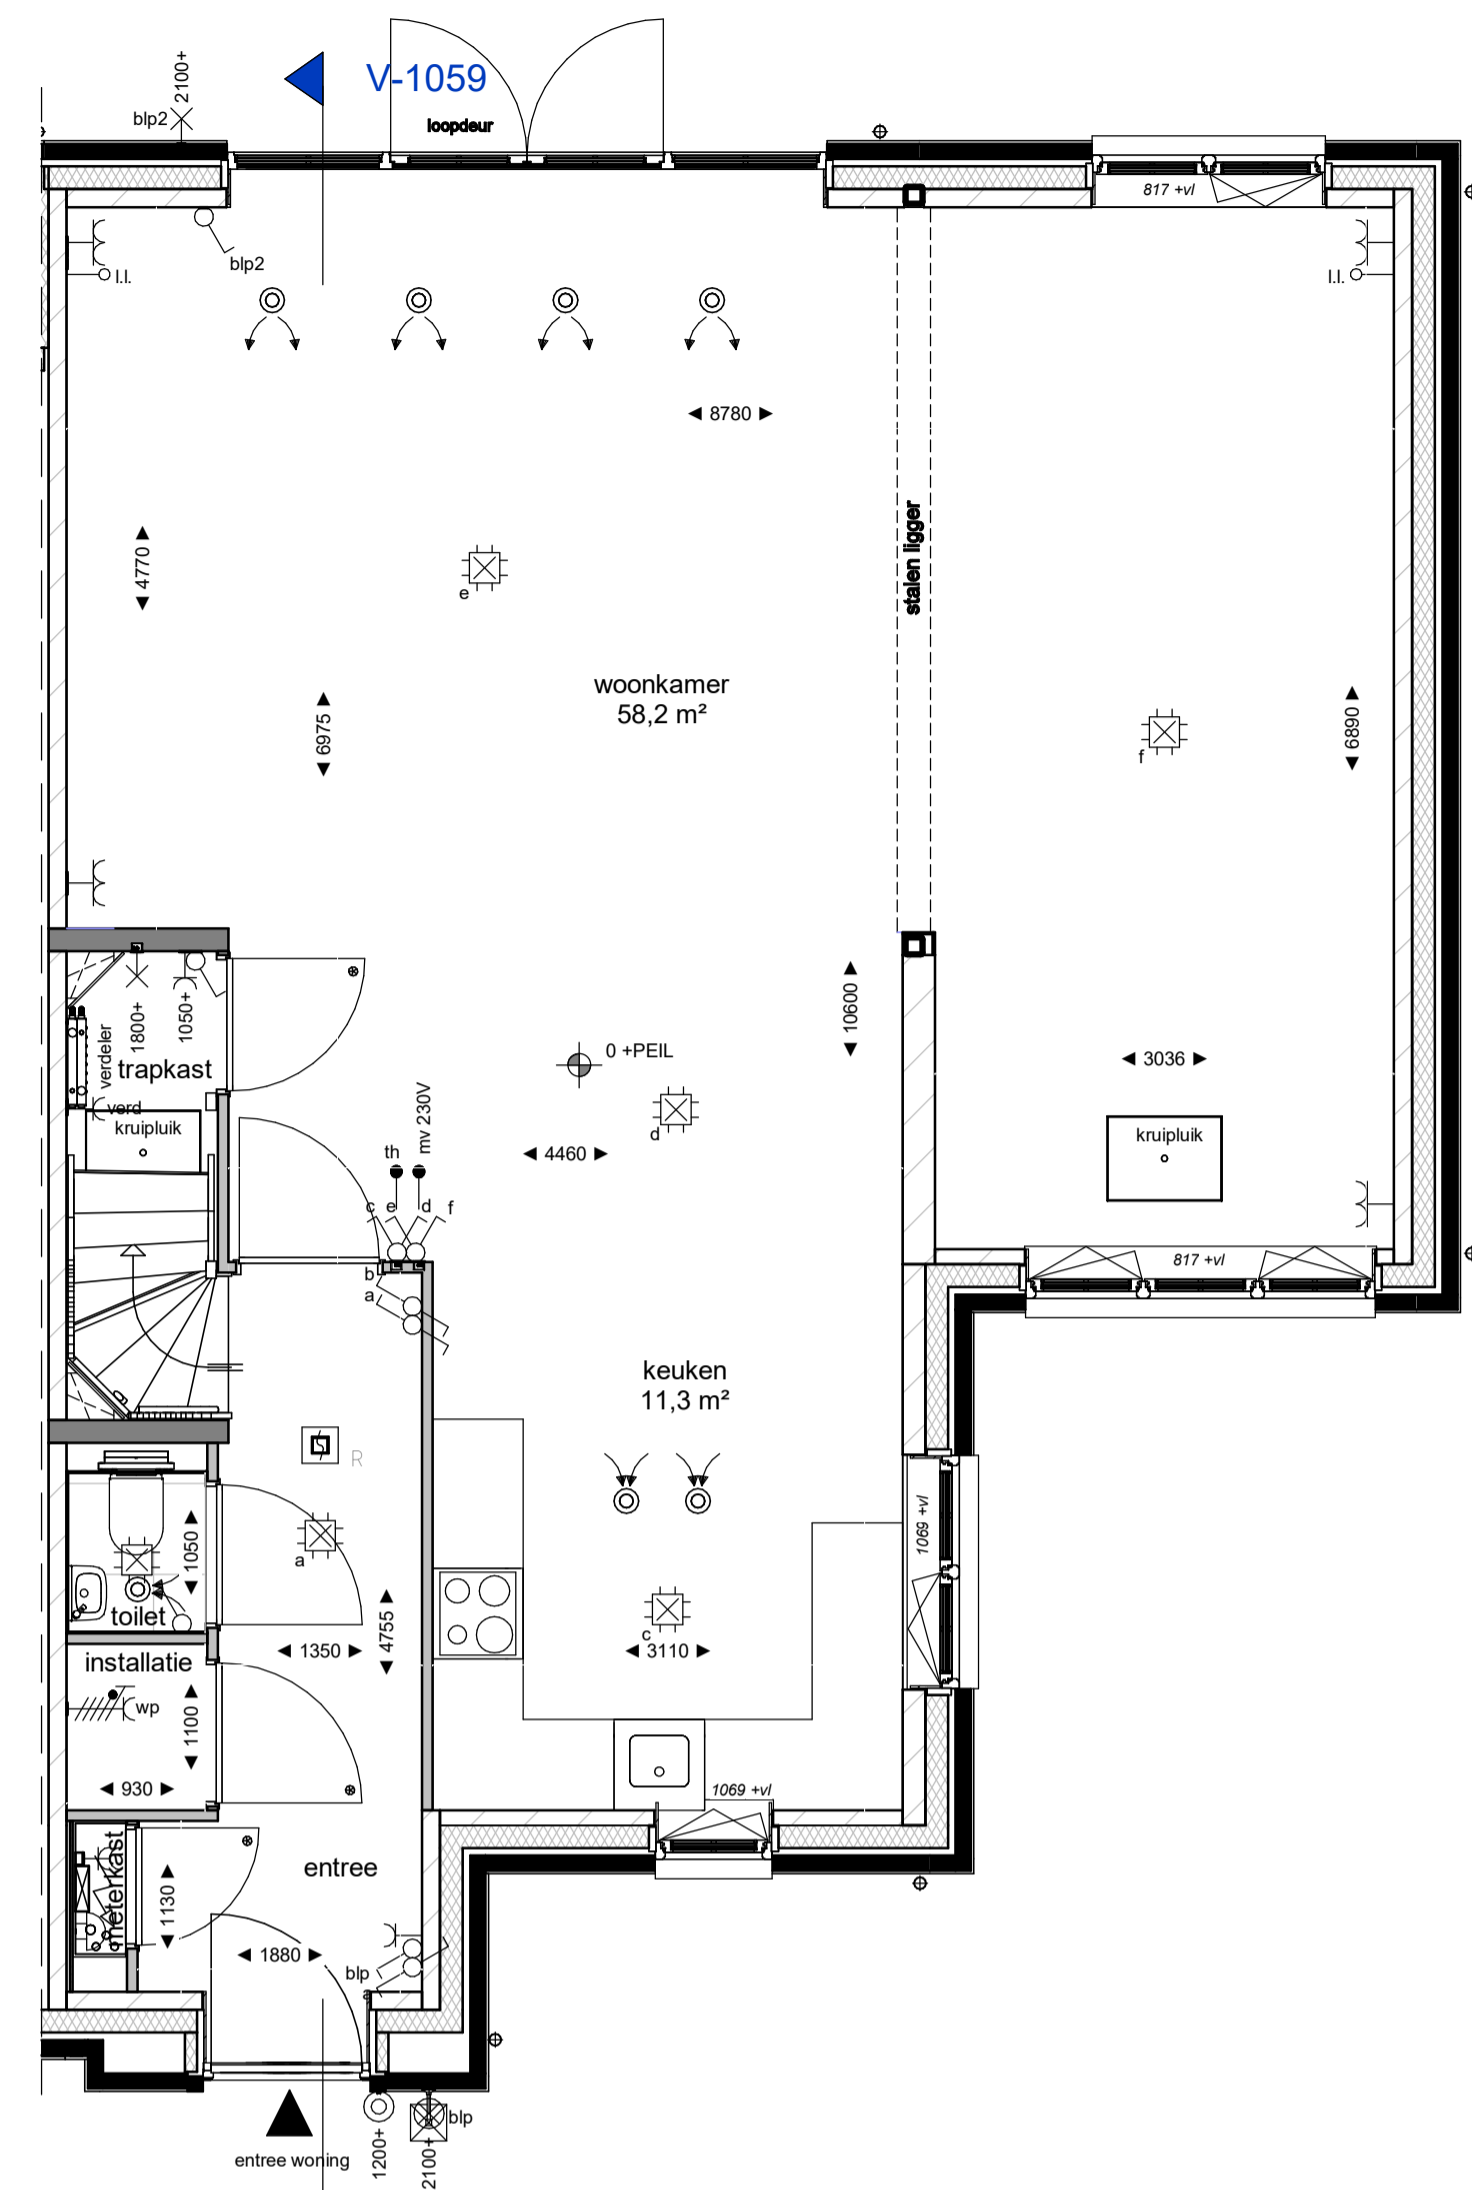 2100+
V-1059
blp2
loopdeur
817 +vl
blp2
l.l.
l.l.
8780
4770
e
stalen ligger
woonkamer
58,2 m²
6975
f
6890
10600
1800+
1050+
verdeler
trapkast
verd
kruipluik
0 +PEIL
d
3036
kruipluik
4460
th
mv 230V
c
e
d
f
b
a
817 +vl
keuken
11,3 m²
R
1069 +vl
a
1050
toilet
c
4755
1350
3110
installatie
wp
1100
930
1069 +vl
meterkast
entree
1130
1880
blp
blp
1200+
2100+
entree woning